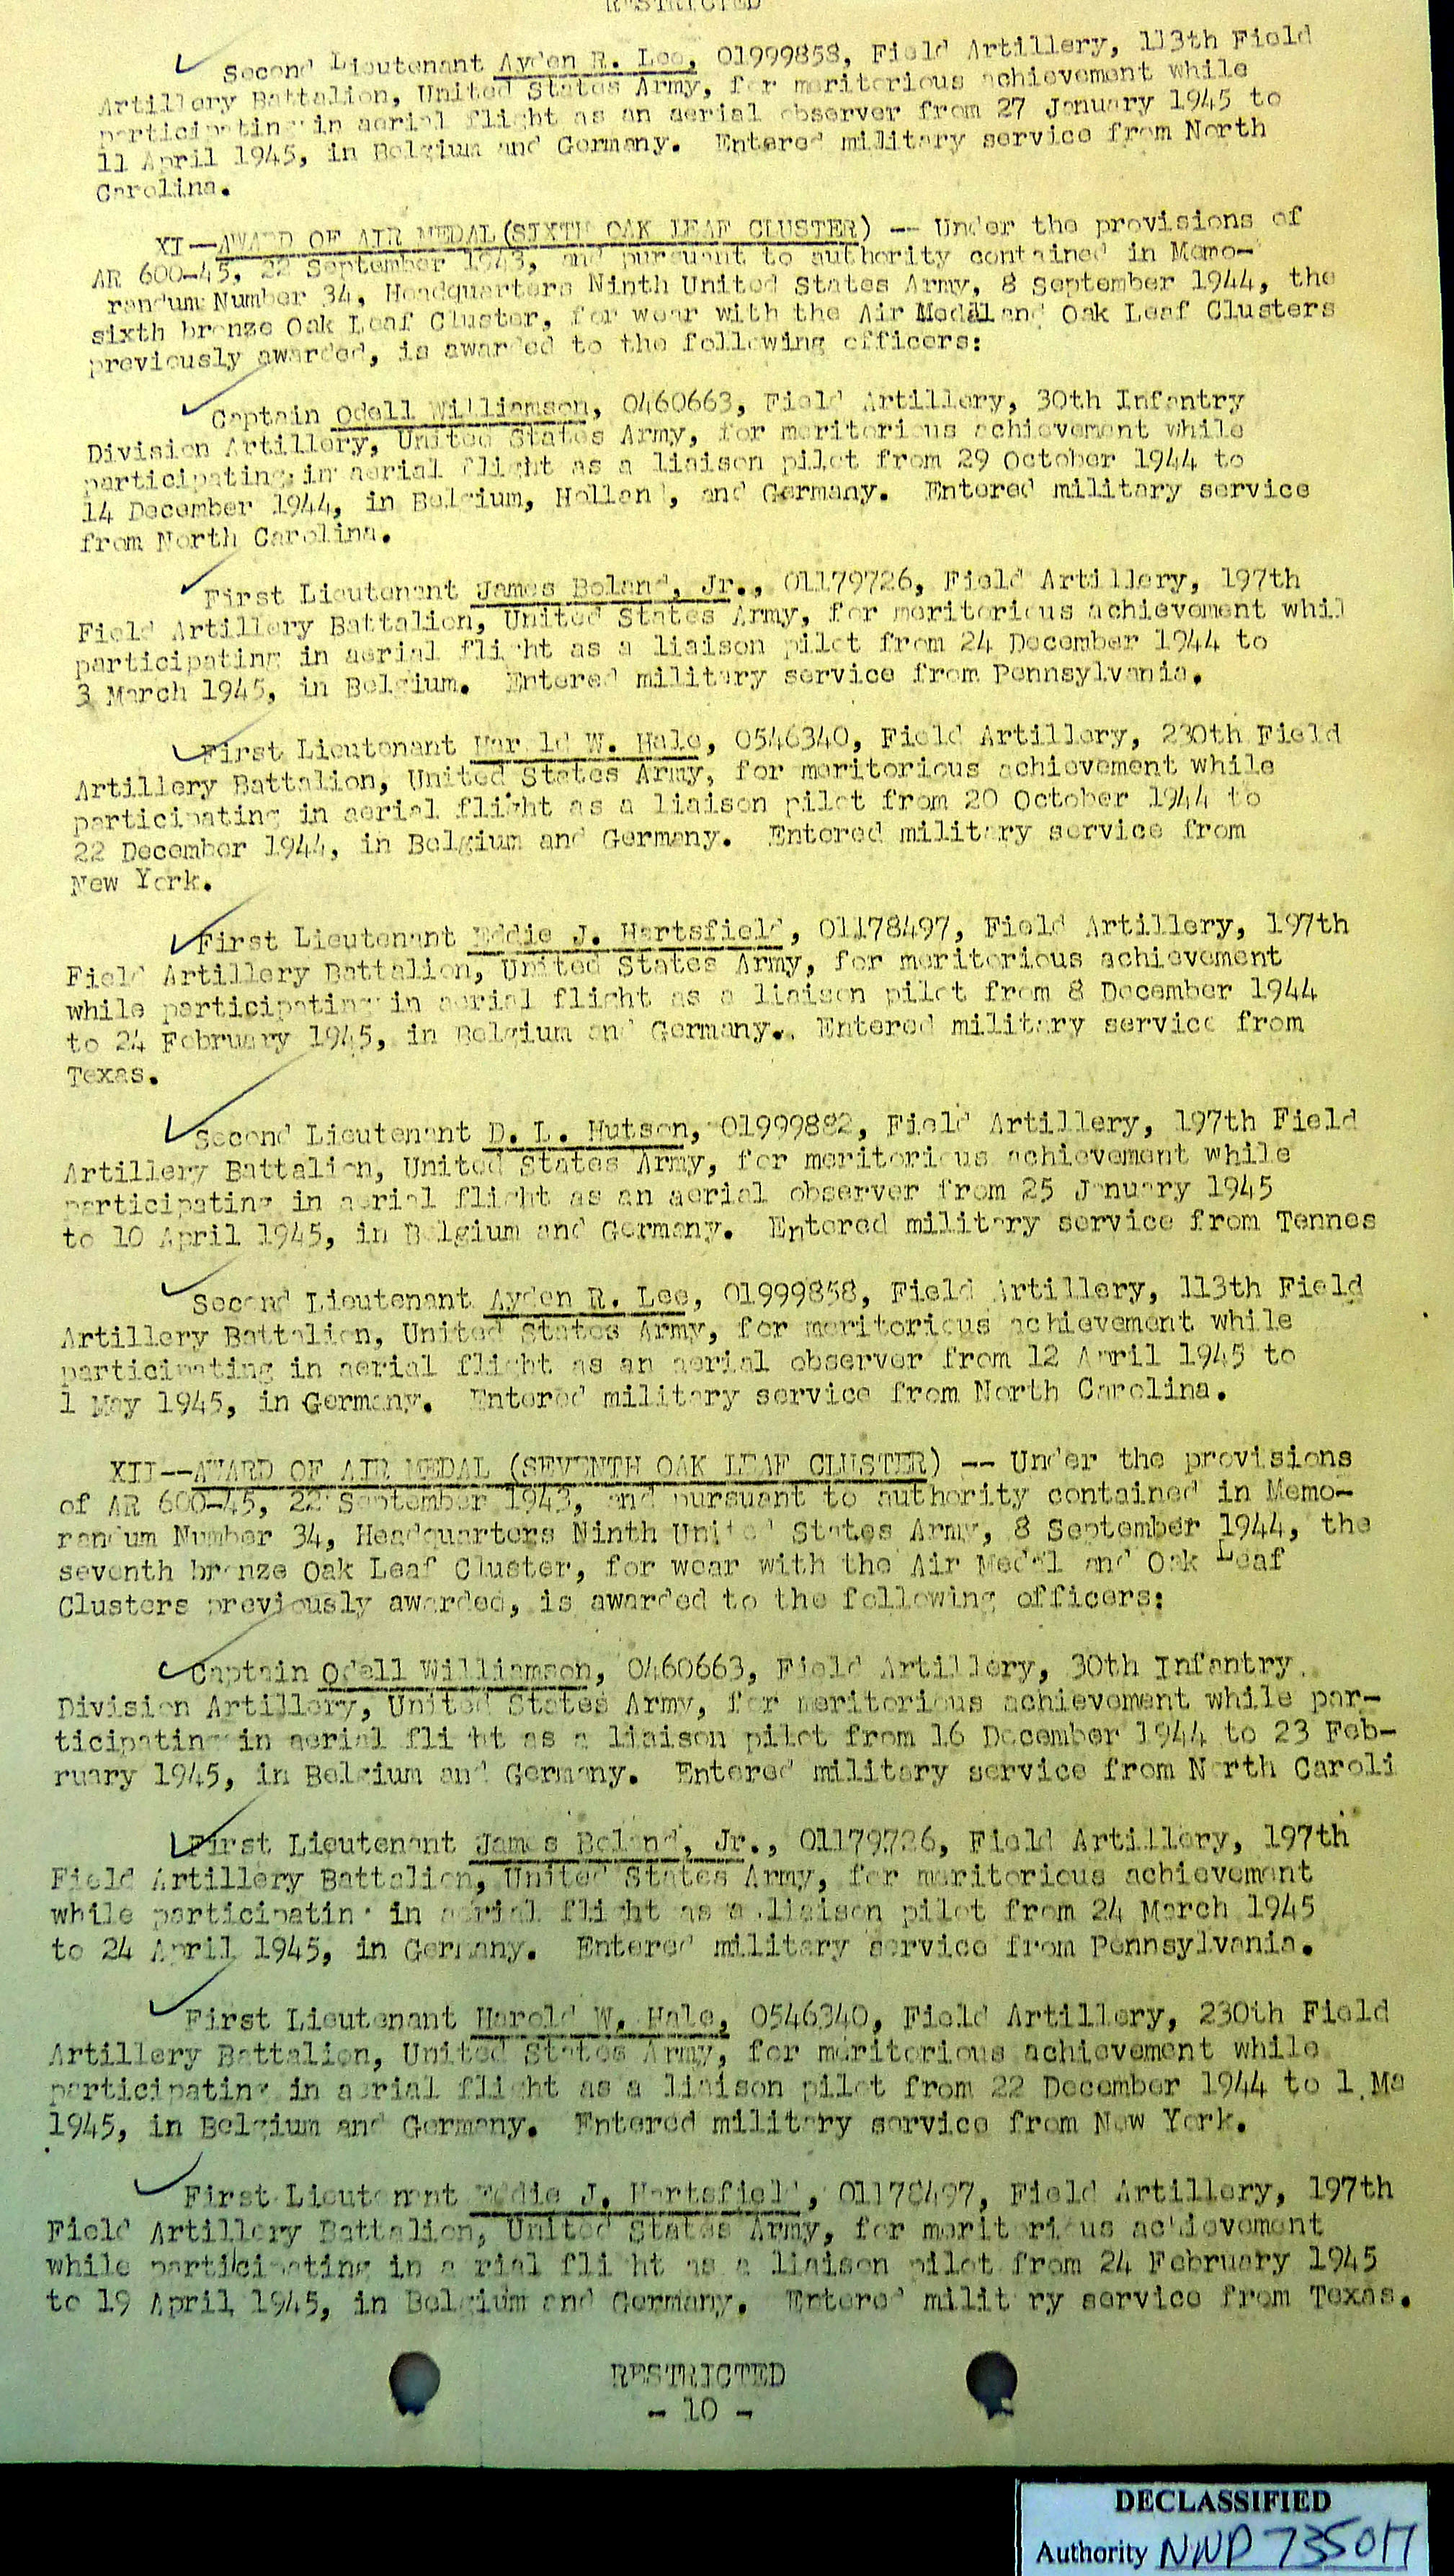 RESTRICTED
Second Lieutenant Ayden R. Lee, 01999858, Field Artillery, 113th Field
Artillery Battalion, United States Army, for meritorious achievement while
participating in aerial flight as an aerial observer from 27 January 1945 to
11 April 1945, in Belgium and Germany. Entered military service from North
Carolina.
XI—AWARD OF AIR MEDAL (SIXTH OAK LEAF CLUSTER) -- Under the provisions of
AR 600-45, 22 September 1943, and pursuant to authority contained in Memo-
randum Number 34, Headquarters Ninth United States Army, 8 September 1944, the
sixth bronze Oak Leaf Cluster, for wear with the Air Medal and Oak Leaf Clusters
previously awarded, is awarded to the following officers:
Captain Odell Williamson, 0460663, Field Artillery, 30th Infantry
Division Artillery, United States Army, for meritorious achievement while
participating in aerial flight as a liaison pilot from 29 October 1944 to
14 December 1944, in Belgium, Holland, and Germany. Entered military service
from North Carolina.
First Lieutenant James Boland, Jr., 01179726, Field Artillery, 197th
Field Artillery Battalion, United States Army, for meritorious achievement whil
participating in aerial flight as a liaison pilot from 24 December 1944 to
3 March 1945, in Belgium. Entered military service from Pennsylvania.
First Lieutenant Harold W. Hale, 0546340, Field Artillery, 230th Field
Artillery Battalion, United States Army, for meritorious achievement while
participating in aerial flight as a liaison pilot from 20 October 1944 to
22 December 1944, in Belgium and Germany. Entered military service from
New York.
First Lieutenant Eddie J. Hartsfield, 01178497, Field Artillery, 197th
Field Artillery Battalion, United States Army, for meritorious achievement
while participating in aerial flight as a liaison pilot from 8 December 1944
to 24 February 1945, in Belgium and Germany. Entered military service from
Texas.
Second Lieutenant D. L. Hutson, 01999882, Field Artillery, 197th Field
Artillery Battalion, United States Army, for meritorious achievement while
participating in aerial flight as an aerial observer from 25 January 1945
to 10 April 1945, in Belgium and Germany. Entered military service from Tennes
Second Lieutenant Ayden R. Lee, 01999858, Field Artillery, 113th Field
Artillery Battalion, United States Army, for meritorious achievement while
participating in aerial flight as an aerial observer from 12 April 1945 to
1 May 1945, in Germany. Entered military service from North Carolina.
XII--AWARD OF AIR MEDAL (SEVENTH OAK LEAF CLUSTER) -- Under the provisions
of AR 600-45, 22 September 1943, and pursuant to authority contained in Memo-
randum Number 34, Headquarters Ninth United States Army, 8 September 1944, the
seventh bronze Oak Leaf Cluster, for wear with the Air Medal and Oak Leaf
Clusters previously awarded, is awarded to the following officers:
Captain Odell Williamson, 0460663, Field Artillery, 30th Infantry
Division Artillery, United States Army, for meritorious achievement while par-
ticipating in aerial flight as a liaison pilot from 16 December 1944 to 23 Feb-
ruary 1945, in Belgium and Germany. Entered military service from North Caroli
First Lieutenant James Boland, Jr., 01179726, Field Artillery, 197th
Field Artillery Battalion, United States Army, for meritorious achievement
while participating in aerial flight as a liaison pilot from 24 March 1945
to 24 April 1945, in Germany. Entered military service from Pennsylvania.
First Lieutenant Harold W. Hale, 0546340, Field Artillery, 230th Field
Artillery Battalion, United States Army, for meritorious achievement while
participating in aerial flight as a liaison pilot from 22 December 1944 to 1 Ma
1945, in Belgium and Germany. Entered military service from New York.
First Lieutenant Eddie J. Hartsfield, 01178497, Field Artillery, 197th
Field Artillery Battalion, United States Army, for meritorious achievement
while participating in aerial flight as a liaison pilot from 24 February 1945
to 19 April 1945, in Belgium and Germany. Entered military service from Texas.
RESTRICTED
- 10 -
DECLASSIFIED
Authority NND 735017